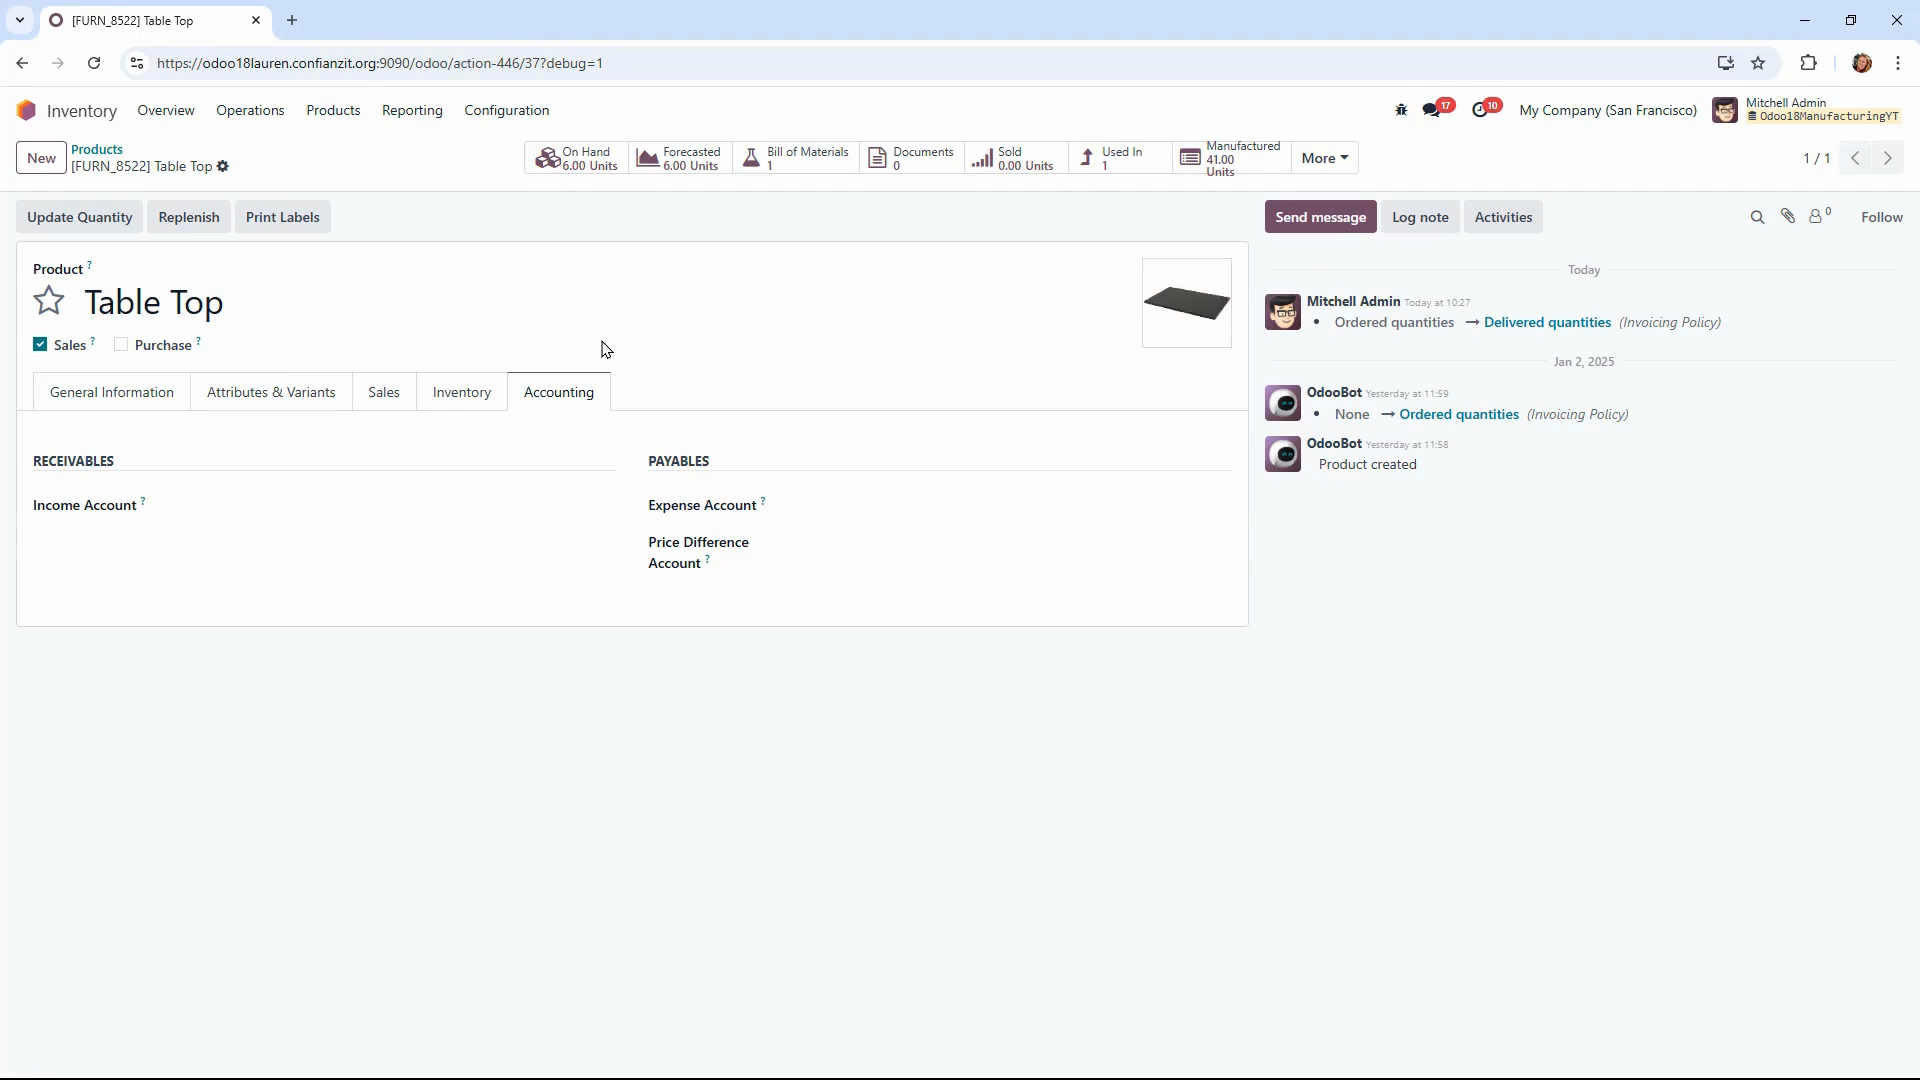 [FURN_8522] Table Top
https://odoo18lauren.confianzit.org:9090/odoo/action-446/37?debug=1
Inventory Overview Operations Products Reporting Configuration
17 10 My Company (San Francisco) Mitchell Admin
Odoo18ManufacturingYT
New
Products
[FURN_8522] Table Top
On Hand
6.00 Units
Forecasted
6.00 Units
Bill of Materials
1
Documents
0
Sold
0.00 Units
Used In
1
Manufactured
41.00
Units
More
1 / 1
Update Quantity Replenish Print Labels
Send message Log note Activities 0 Follow
Product ?
Table Top
Sales ? Purchase ?
General Information Attributes & Variants Sales Inventory Accounting
RECEIVABLES
Income Account ?
PAYABLES
Expense Account ?
Price Difference
Account ?
Today
Mitchell Admin Today at 10:27
• Ordered quantities → Delivered quantities (Invoicing Policy)
Jan 2, 2025
OdooBot Yesterday at 11:59
• None → Ordered quantities (Invoicing Policy)
OdooBot Yesterday at 11:58
Product created